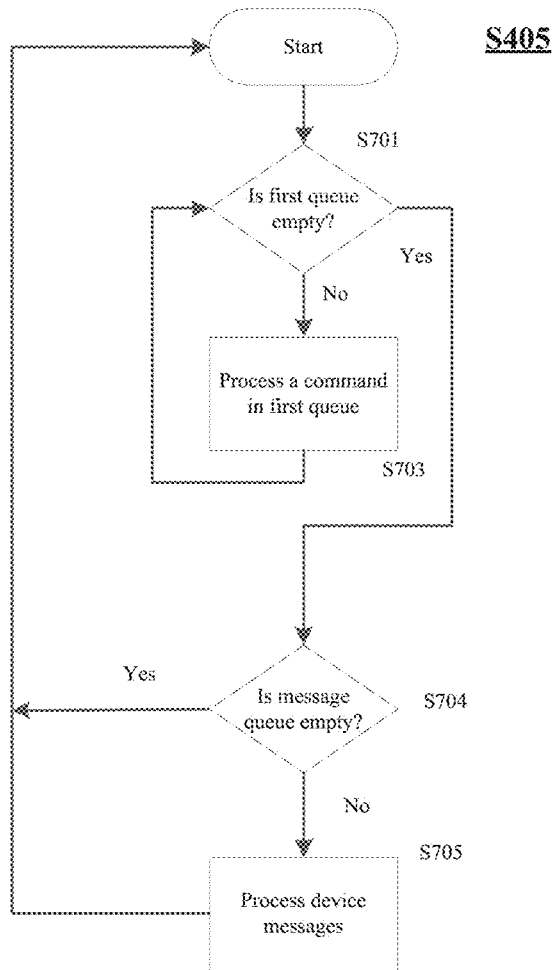 Start
S405
S701
Is first queue
empty?
Yes
No
Process a command
in first queue
S703
Yes
Is message
queue empty?
S704
No
S705
Process device
messages